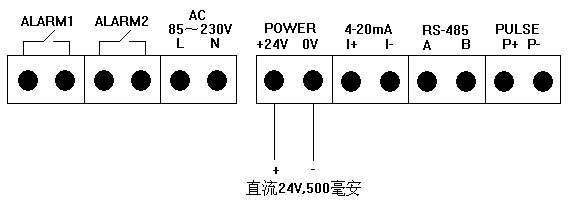 ALARM1 ALARM2 AC 85～230V L N
POWER +24V 0V 4-20mA I+ I- RS-485 A B PULSE P+ P-
+ -
直流24V,500毫安